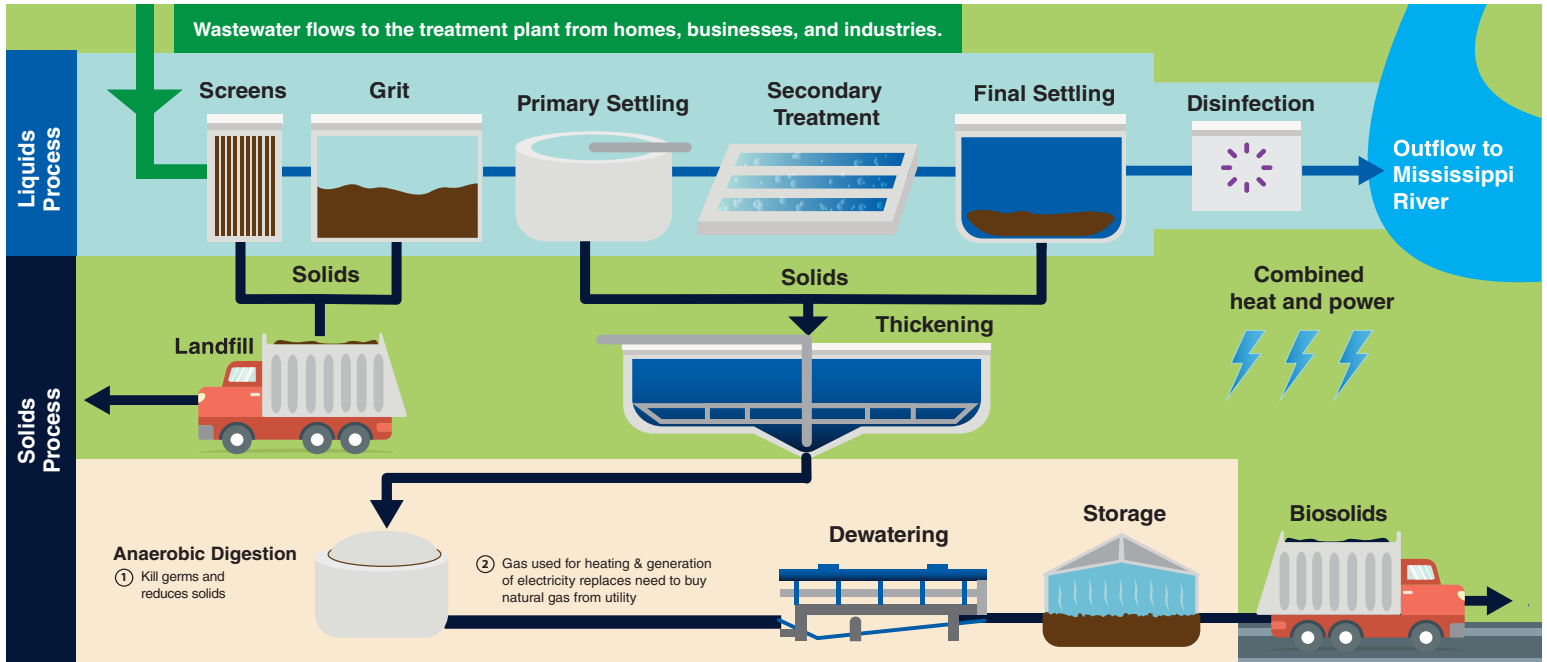 Wastewater flows to the treatment plant from homes, businesses, and industries.
Liquids
Process
Screens
Grit
Primary Settling
Secondary
Treatment
Final Settling
Disinfection
Outflow to
Mississippi
River
Solids
Process
Solids
Solids
Landfill
Thickening
Combined
heat and power
Anaerobic Digestion
1 Kill germs and
reduces solids
2 Gas used for heating & generation
of electricity replaces need to buy
natural gas from utility
Dewatering
Storage
Biosolids